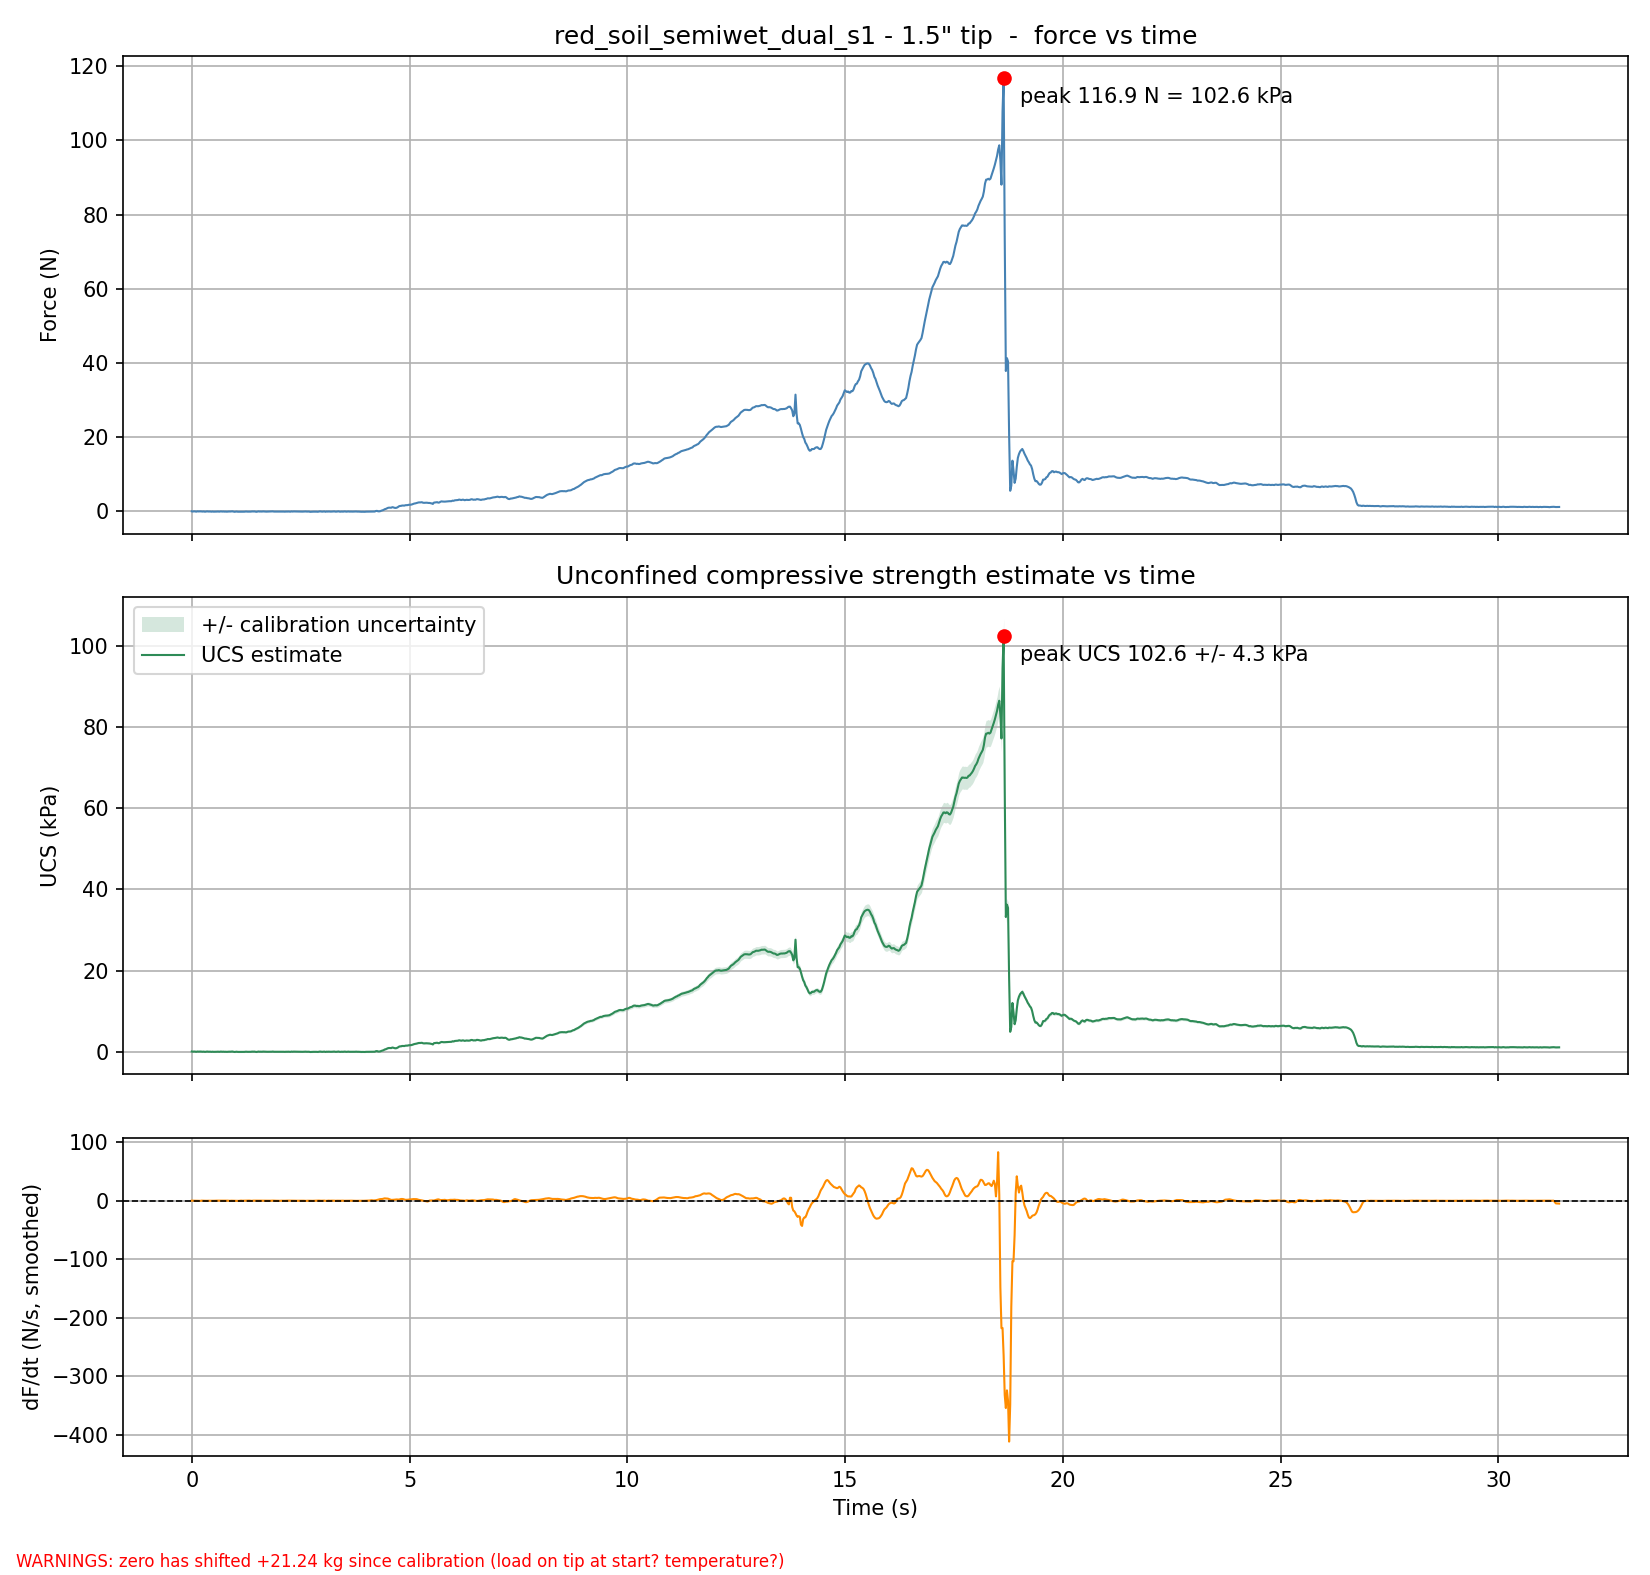 red_soil_semiwet_dual_s1 - 1.5" tip  -  force vs time
120
100
80
60
40
20
0
Force (N)
peak 116.9 N = 102.6 kPa
Unconfined compressive strength estimate vs time
+/- calibration uncertainty
UCS estimate
100
80
60
40
20
0
UCS (kPa)
peak UCS 102.6 +/- 4.3 kPa
100
0
−100
−200
−300
−400
dF/dt (N/s, smoothed)
0
5
10
15
20
25
30
Time (s)
WARNINGS: zero has shifted +21.24 kg since calibration (load on tip at start? temperature?)